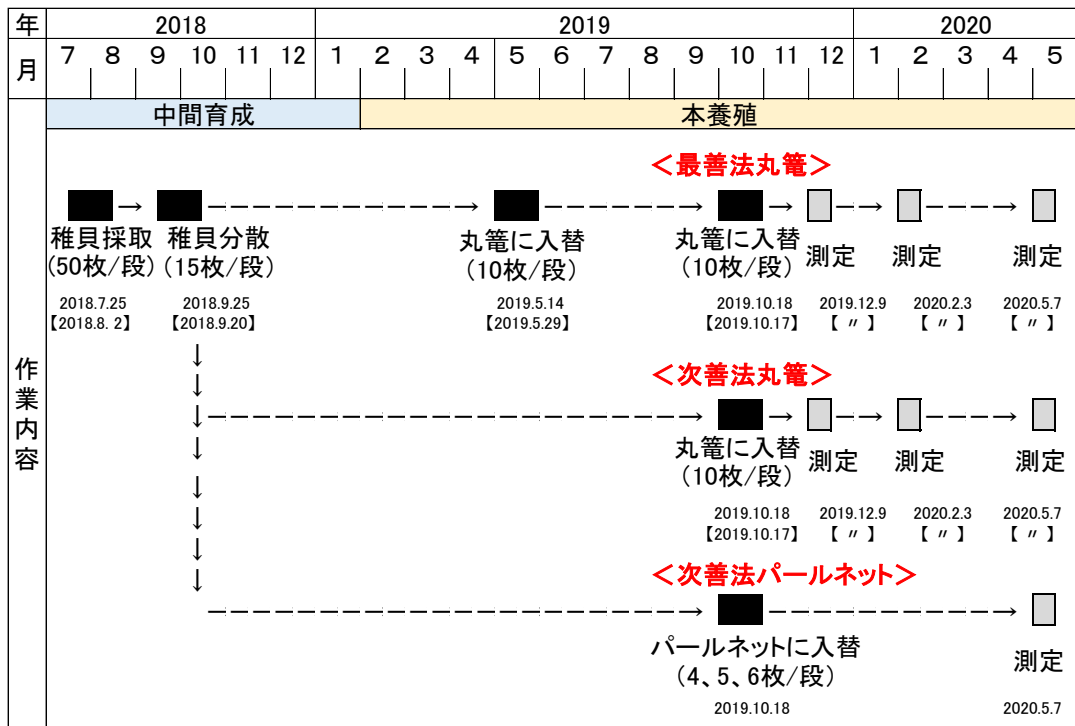 年 2018 2019 2020
月 7 8 9 10 11 12 1 2 3 4 5 6 7 8 9 10 11 12 1 2 3 4 5
中間育成 本養殖
作業内容
＜最善法丸篭＞
→ → → → → →
稚貝採取 稚貝分散 丸篭に入替 丸篭に入替 測定 測定 測定
(50枚/段) (15枚/段) (10枚/段) (10枚/段)
2018.7.25 2018.9.25 2019.5.14 2019.10.18 2019.12.9 2020.2.3 2020.5.7
【2018.8. 2】 【2018.9.20】 【2019.5.29】 【2019.10.17】 【 〃 】 【 〃 】 【 〃 】
＜次善法丸篭＞
丸篭に入替 測定 測定 測定
(10枚/段)
2019.10.18 2019.12.9 2020.2.3 2020.5.7
【2019.10.17】 【 〃 】 【 〃 】 【 〃 】
＜次善法パールネット＞
パールネットに入替 測定
(4、5、6枚/段)
2019.10.18 2020.5.7